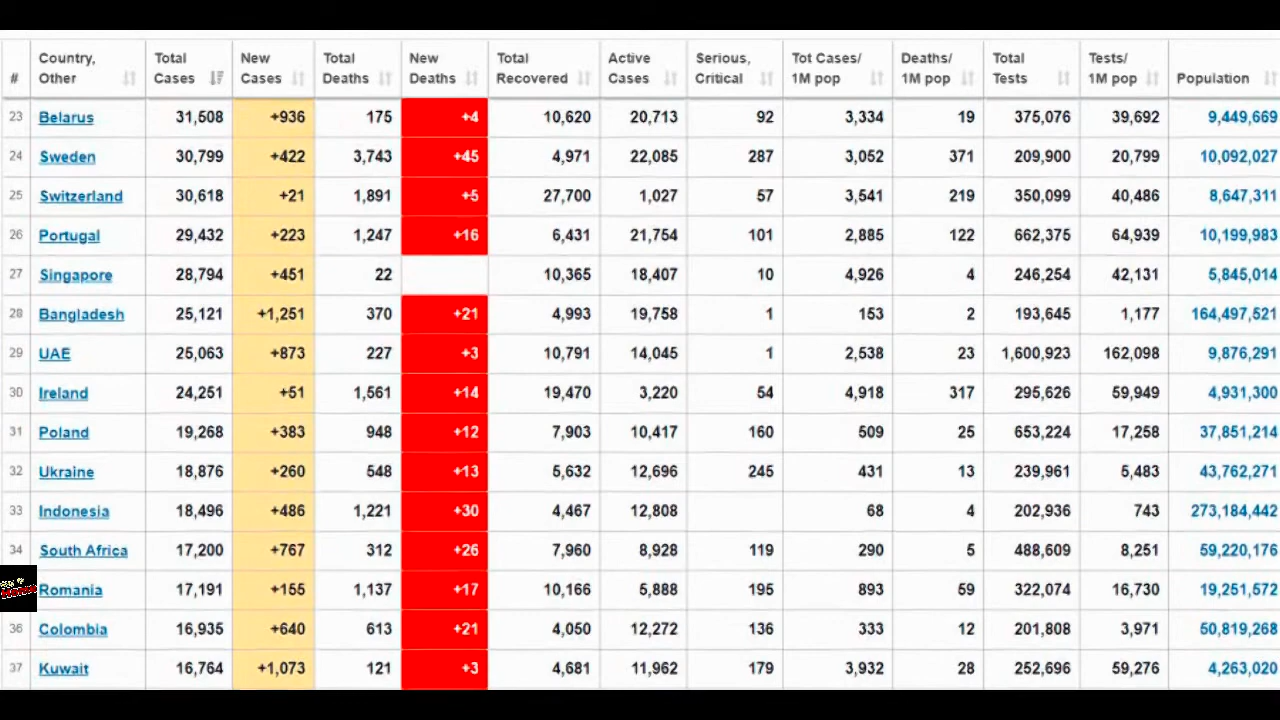 # Country, Other Total Cases New Cases Total Deaths New Deaths Total Recovered Active Cases Serious, Critical Tot Cases/ 1M pop Deaths/ 1M pop Total Tests Tests/ 1M pop Population
23 Belarus 31,508 +936 175 +4 10,620 20,713 92 3,334 19 375,076 39,692 9,449,669
24 Sweden 30,799 +422 3,743 +45 4,971 22,085 287 3,052 371 209,900 20,799 10,092,027
25 Switzerland 30,618 +21 1,891 +5 27,700 1,027 57 3,541 219 350,099 40,486 8,647,311
26 Portugal 29,432 +223 1,247 +16 6,431 21,754 101 2,885 122 662,375 64,939 10,199,983
27 Singapore 28,794 +451 22 10,365 18,407 10 4,926 4 246,254 42,131 5,845,014
28 Bangladesh 25,121 +1,251 370 +21 4,993 19,758 1 153 2 193,645 1,177 164,497,521
29 UAE 25,063 +873 227 +3 10,791 14,045 1 2,538 23 1,600,923 162,098 9,876,291
30 Ireland 24,251 +51 1,561 +14 19,470 3,220 54 4,918 317 295,626 59,949 4,931,300
31 Poland 19,268 +383 948 +12 7,903 10,417 160 509 25 653,224 17,258 37,851,214
32 Ukraine 18,876 +260 548 +13 5,632 12,696 245 431 13 239,961 5,483 43,762,271
33 Indonesia 18,496 +486 1,221 +30 4,467 12,808 68 4 202,936 743 273,184,442
34 South Africa 17,200 +767 312 +26 7,960 8,928 119 290 5 488,609 8,251 59,220,176
Romania 17,191 +155 1,137 +17 10,166 5,888 195 893 59 322,074 16,730 19,251,572
36 Colombia 16,935 +640 613 +21 4,050 12,272 136 333 12 201,808 3,971 50,819,268
37 Kuwait 16,764 +1,073 121 +3 4,681 11,962 179 3,932 28 252,696 59,276 4,263,020